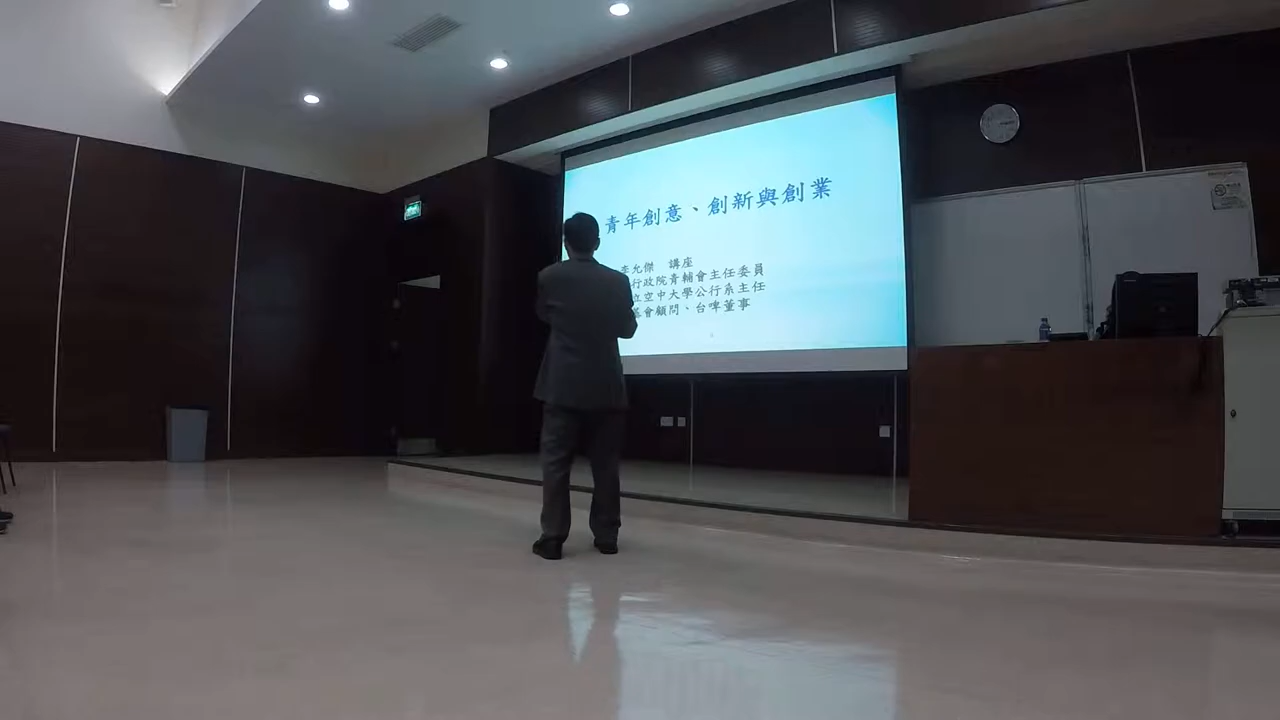 青年創意、創新與創業
李允傑 講座
行政院青輔會主任委員
立空中大學公行系主任
基會顧問、台啤董事